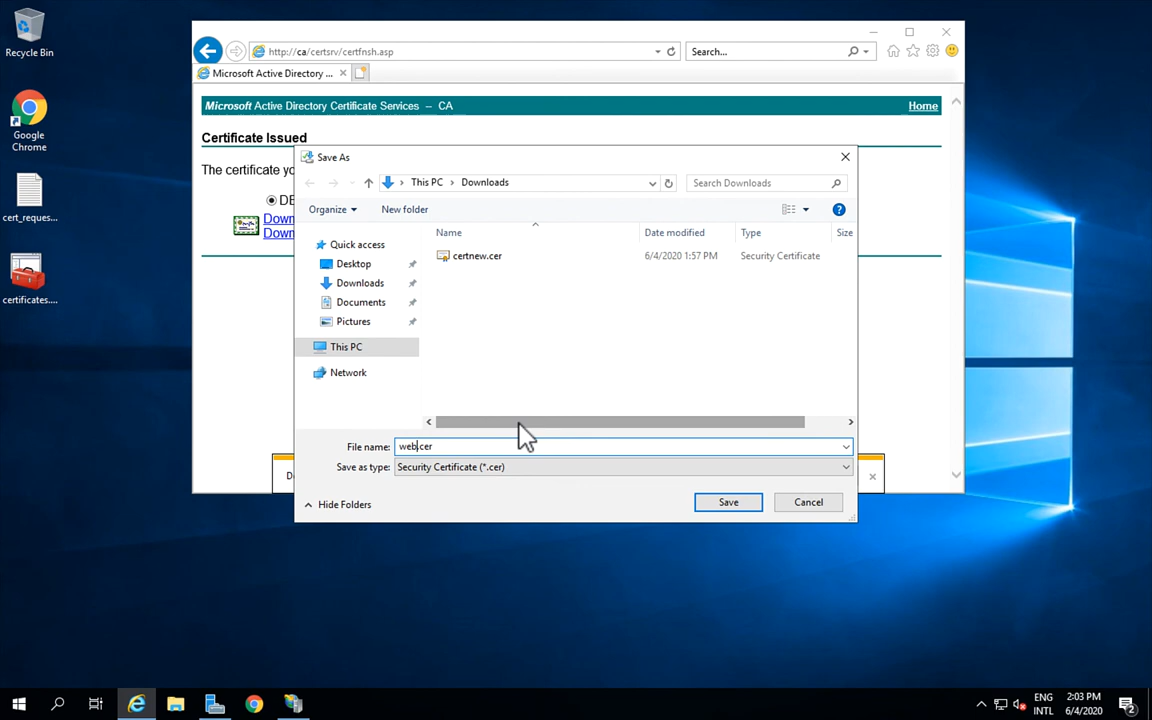 Recycle Bin
Google
Chrome
cert_reques...
certificates....
http://ca/certsrv/certfnsh.asp
Search...
Microsoft Active Directory ...
Microsoft Active Directory Certificate Services – CA
Home
Certificate Issued
The certificate yo
DE
Down
Down
Save As
This PC
Downloads
Search Downloads
Organize
New folder
Name
Date modified
Type
Size
Quick access
Desktop
Downloads
Documents
Pictures
This PC
Network
certnew.cer
6/4/2020 1:57 PM
Security Certificate
File name:
web.cer
Save as type:
Security Certificate (*.cer)
Hide Folders
Save
Cancel
ENG
INTL
2:03 PM
6/4/2020
2